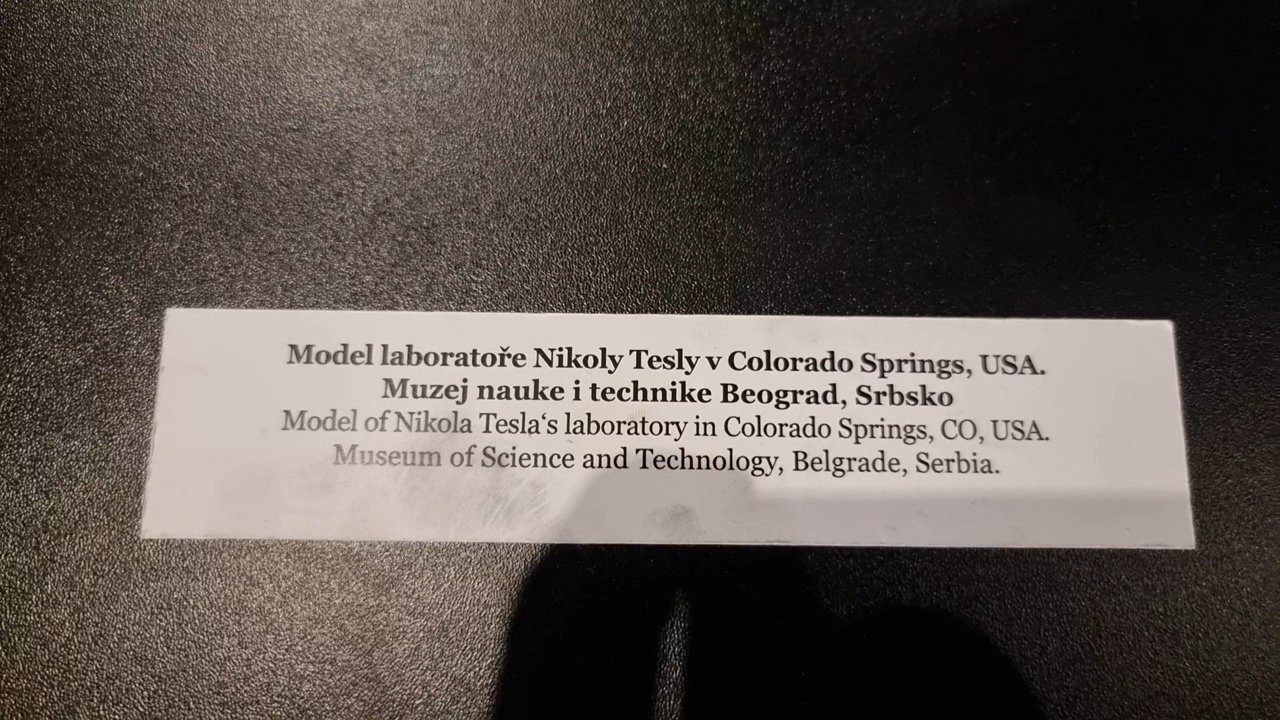 Model laboratoře Nikoly Tesly v Colorado Springs, USA.
Muzej nauke i technike Beograd, Srbsko
Model of Nikola Tesla‘s laboratory in Colorado Springs, CO, USA.
Museum of Science and Technology, Belgrade, Serbia.